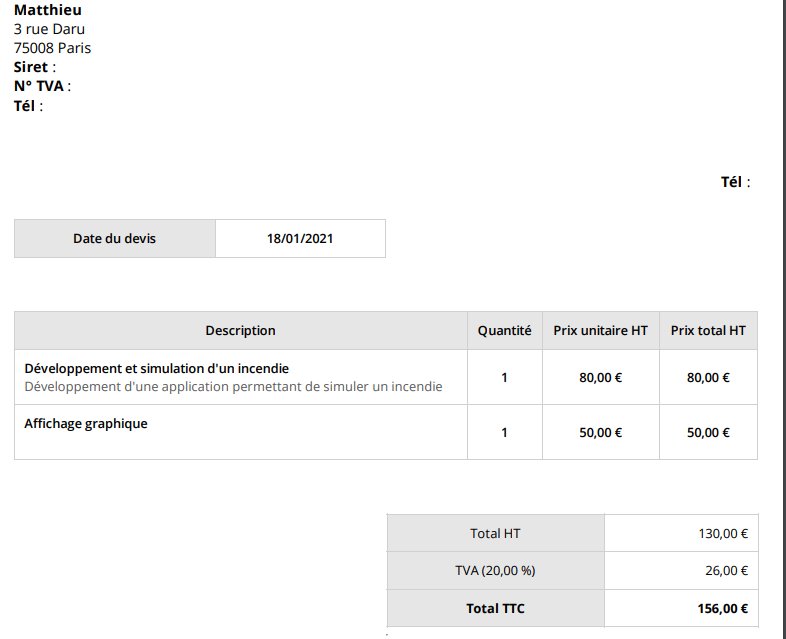 Matthieu
3 rue Daru
75008 Paris
Siret :
N° TVA :
Tél :
Tél :
Date du devis 18/01/2021
Description Quantité Prix unitaire HT Prix total HT
Développement et simulation d'un incendie
Développement d'une application permettant de simuler un incendie
1 80,00 € 80,00 €
Affichage graphique
1 50,00 € 50,00 €
Total HT 130,00 €
TVA (20,00 %) 26,00 €
Total TTC 156,00 €